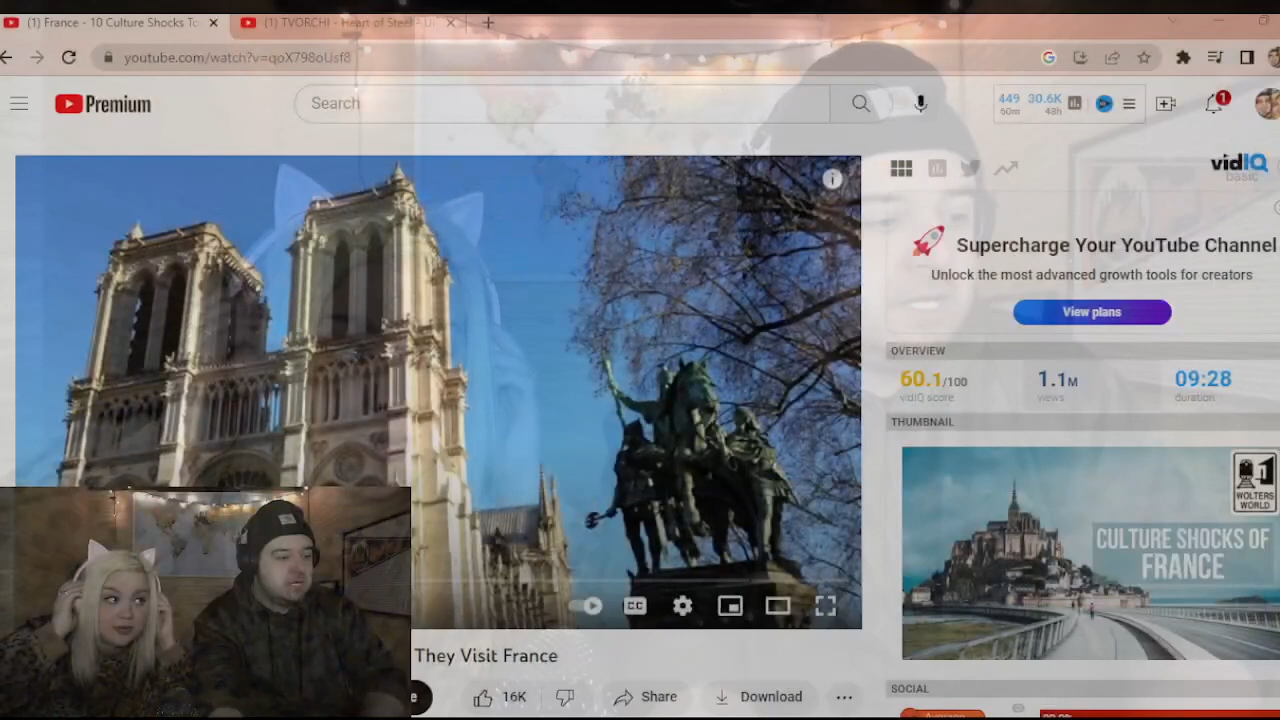 (1) France - 10 Culture Shocks To
(1) TVORCHI - Heart of Steel - U
youtube.com/watch?v=qoX798oUsf8
Premium
Search
449 30.6K
60m 48h
1
vidIQ
basic
Supercharge Your YouTube Channel
Unlock the most advanced growth tools for creators
View plans
OVERVIEW
60.1/100 1.1M 09:28
vidIQ score views duration
THUMBNAIL
WOLTERS
WORLD
CULTURE SHOCKS OF
FRANCE
CC
They Visit France
16K Share Download
SOCIAL